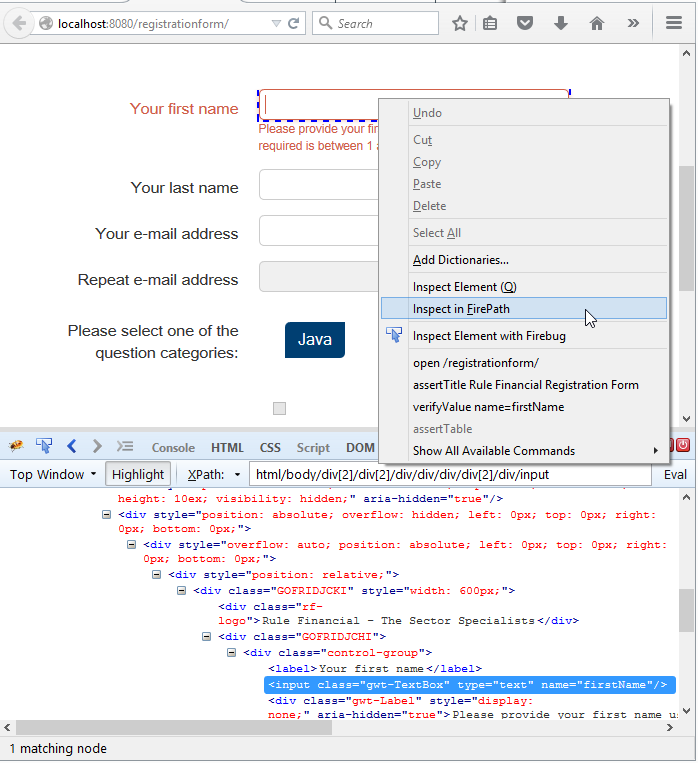 localhost:8080/registrationform/
Search
Your first name
Please provide your fir
required is between 1 a
Your last name
Your e-mail address
Repeat e-mail address
Please select one of the
question categories:
Java
Undo
Cut
Copy
Paste
Delete
Select All
Add Dictionaries...
Inspect Element (Q)
Inspect in FirePath
Inspect Element with Firebug
open /registrationform/
assertTitle Rule Financial Registration Form
verifyValue name=firstName
assertTable
Show All Available Commands
Console HTML CSS Script DOM
Top Window Highlight XPath: html/body/div[2]/div[2]/div/div/div/div[2]/div/input Eval
height: 10ex; visibility: hidden;" aria-hidden="true"/>
<div style="position: absolute; overflow: hidden; left: 0px; top: 0px; right:
0px; bottom: 0px;">
<div style="overflow: auto; position: absolute; left: 0px; top: 0px; right:
0px; bottom: 0px;">
<div style="position: relative;">
<div class="GOFRIDJCKI" style="width: 600px;">
<div class="rf-
logo">Rule Financial - The Sector Specialists</div>
<div class="GOFRIDJCHI">
<div class="control-group">
<label>Your first name</label>
<input class="gwt-TextBox" type="text" name="firstName"/>
<div class="gwt-Label" style="display:
none;" aria-hidden="true">Please provide your first name u
1 matching node